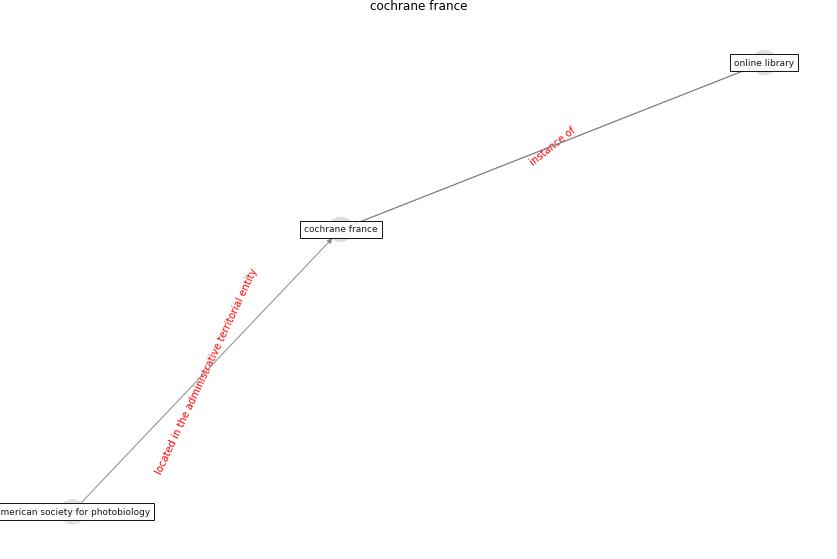 cochrane france
online library
instance of
cochrane france
located in the administrative territorial entity
merican society for photobiology